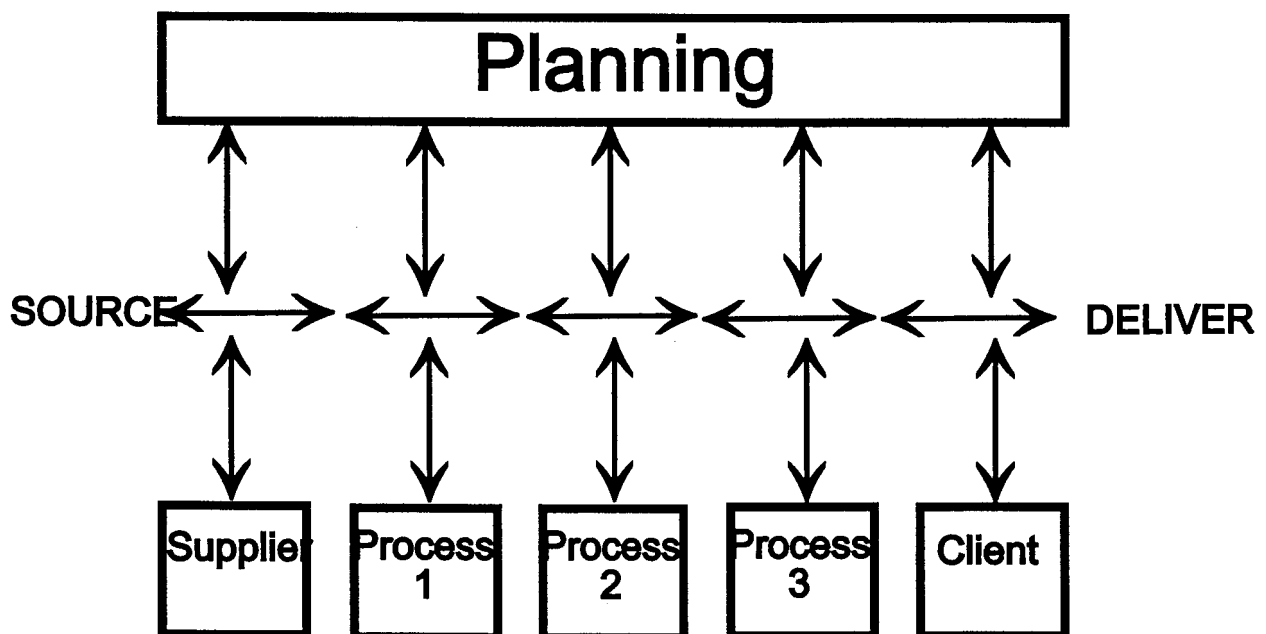 Planning
SOURCE
DELIVER
Supplier
Process
1
Process
2
Process
3
Client